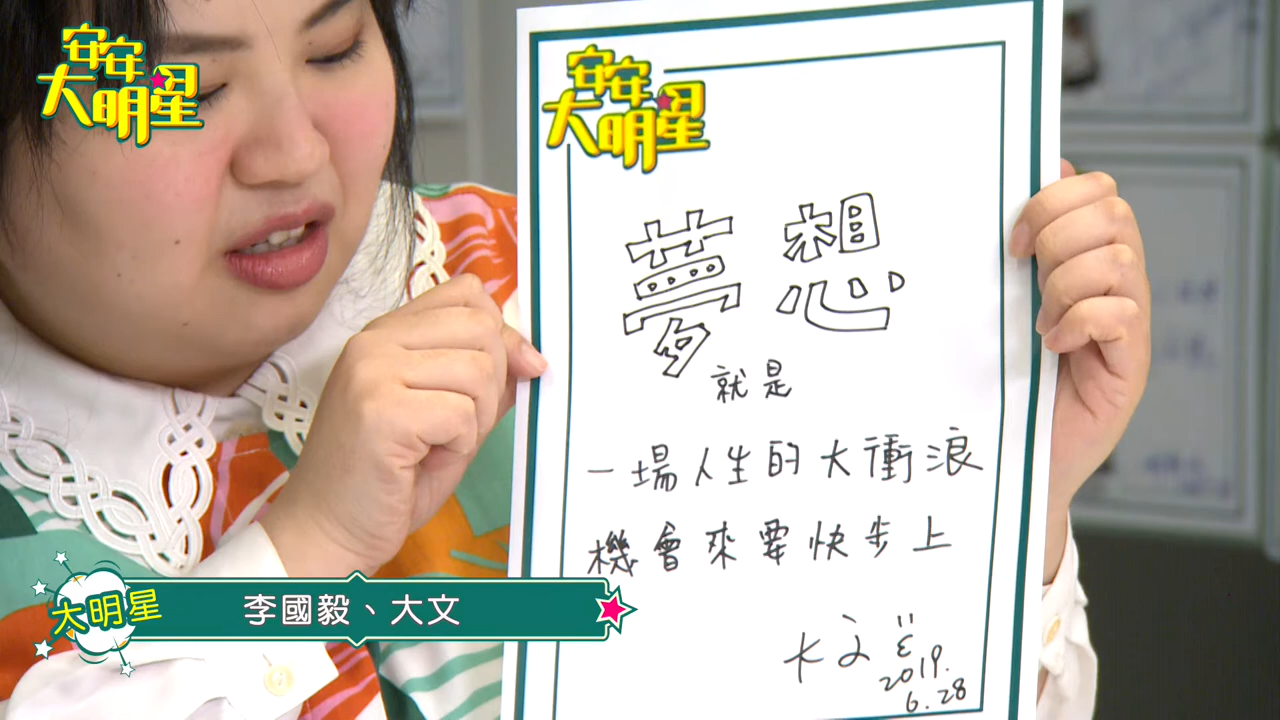 安安
大明星
安安
大明星
夢想
就是
一場人生的大衝浪
機會來要快步上
大文
2019.
6.28
大明星
李國毅、大文